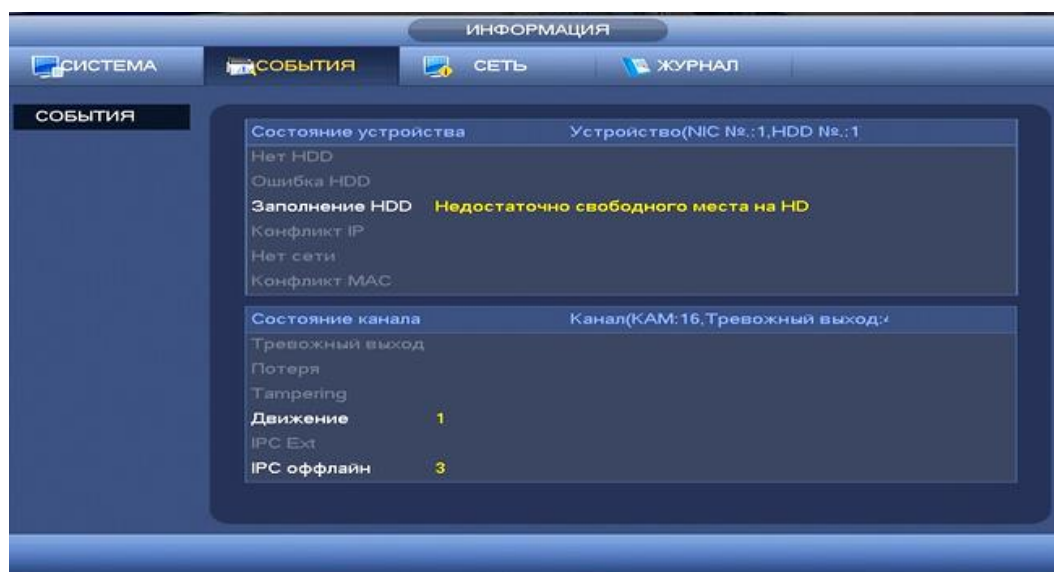 ИНФОРМАЦИЯ
СИСТЕМА СОБЫТИЯ СЕТЬ ЖУРНАЛ
СОБЫТИЯ
Состояние устройства Устройство(NIC №.:1,HDD №.:1
Нет HDD
Ошибка HDD
Заполнение HDD Недостаточно свободного места на HD
Конфликт IP
Нет сети
Конфликт MAC
Состояние канала Канал(КАМ:16,Тревожный выход:
Тревожный выход
Потеря
Tampering
Движение 1
IPC Ext
IPC оффлайн 3